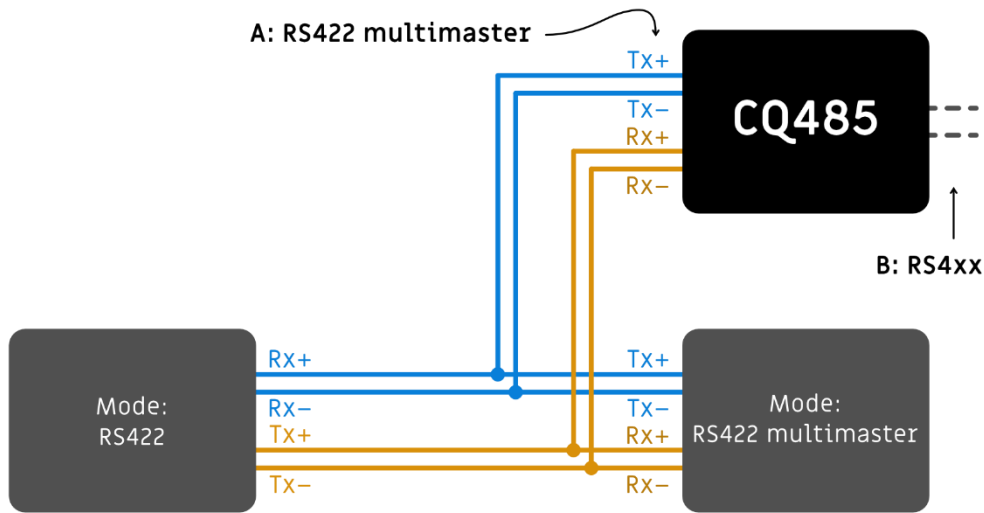 A: RS422 multimaster
Tx+
Tx−
Rx+
Rx−
CQ485
B: RS4xx
Mode:
RS422
Rx+
Rx−
Tx+
Tx−
Tx+
Tx−
Rx+
Rx−
Mode:
RS422 multimaster